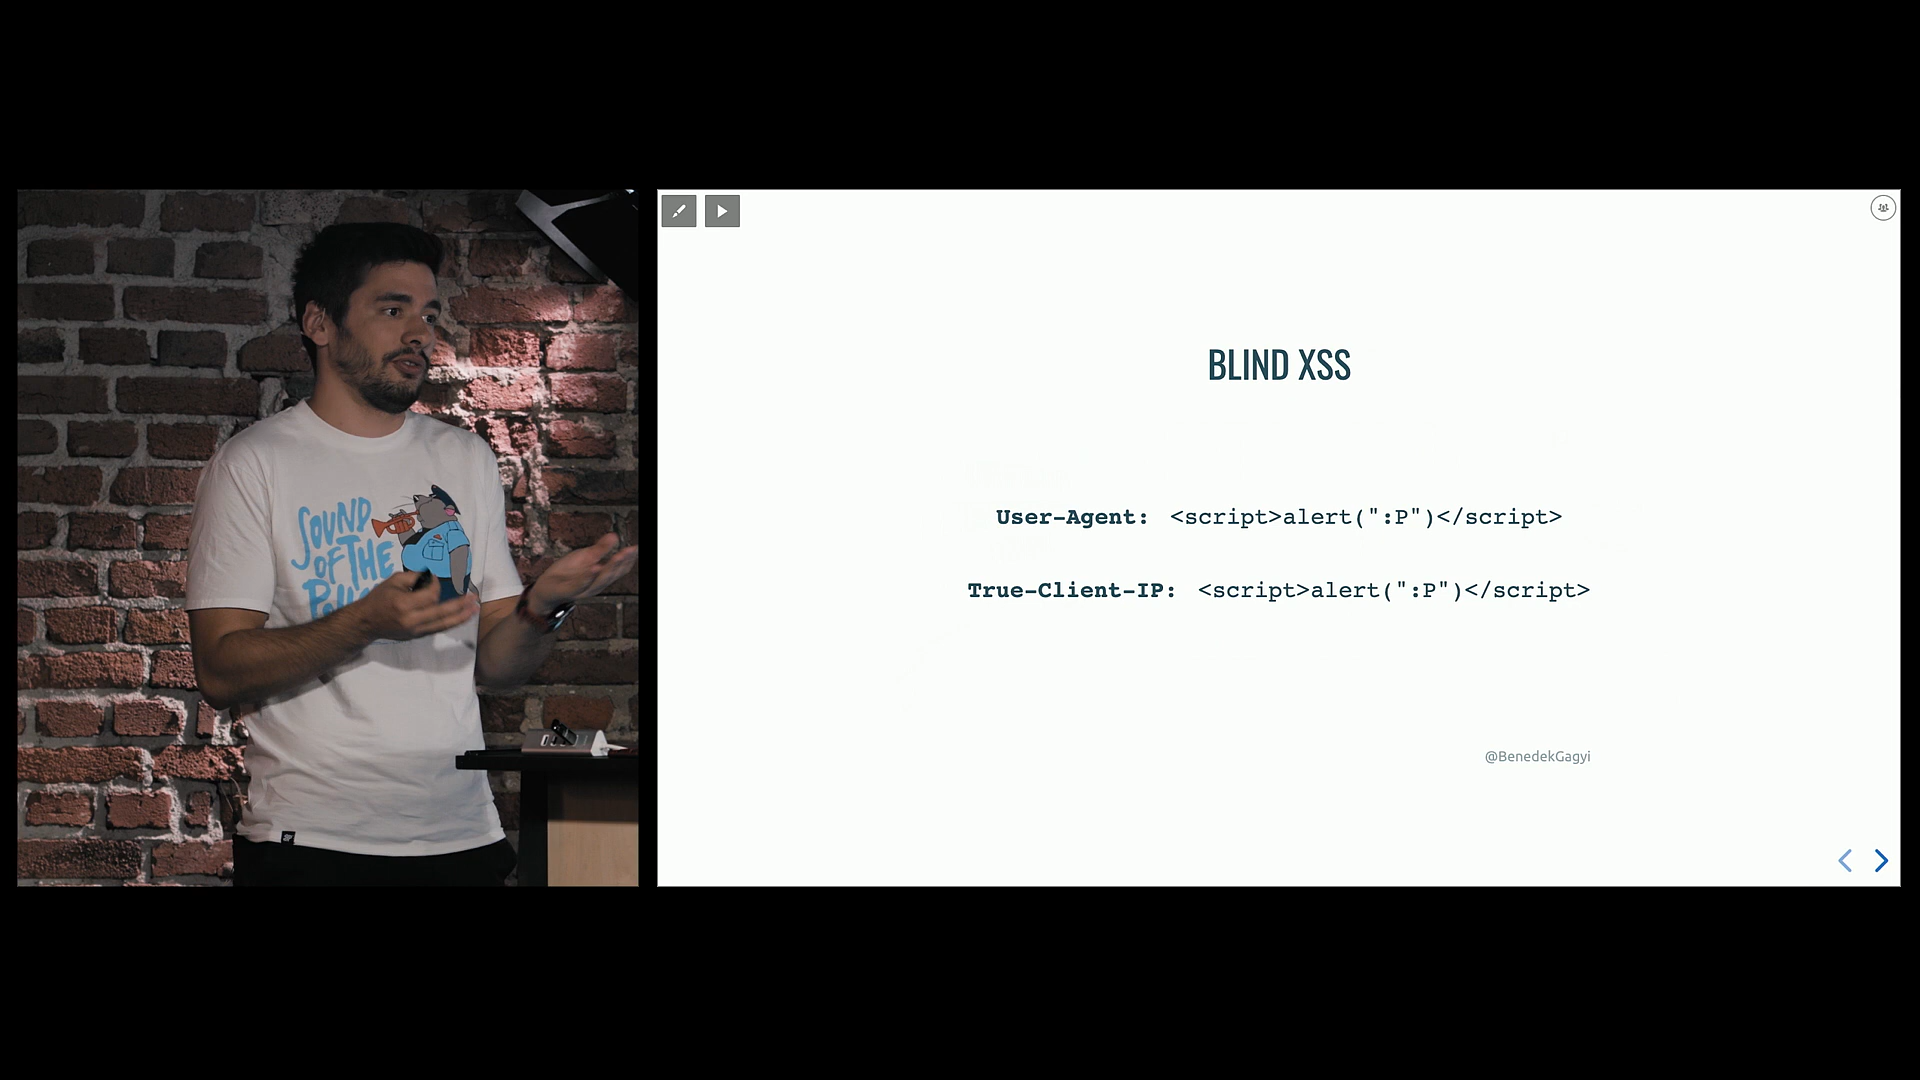 SOUND
OF THE
BLIND XSS
User-Agent: <script>alert(":P")</script>
True-Client-IP: <script>alert(":P")</script>
@BenedekGagyi